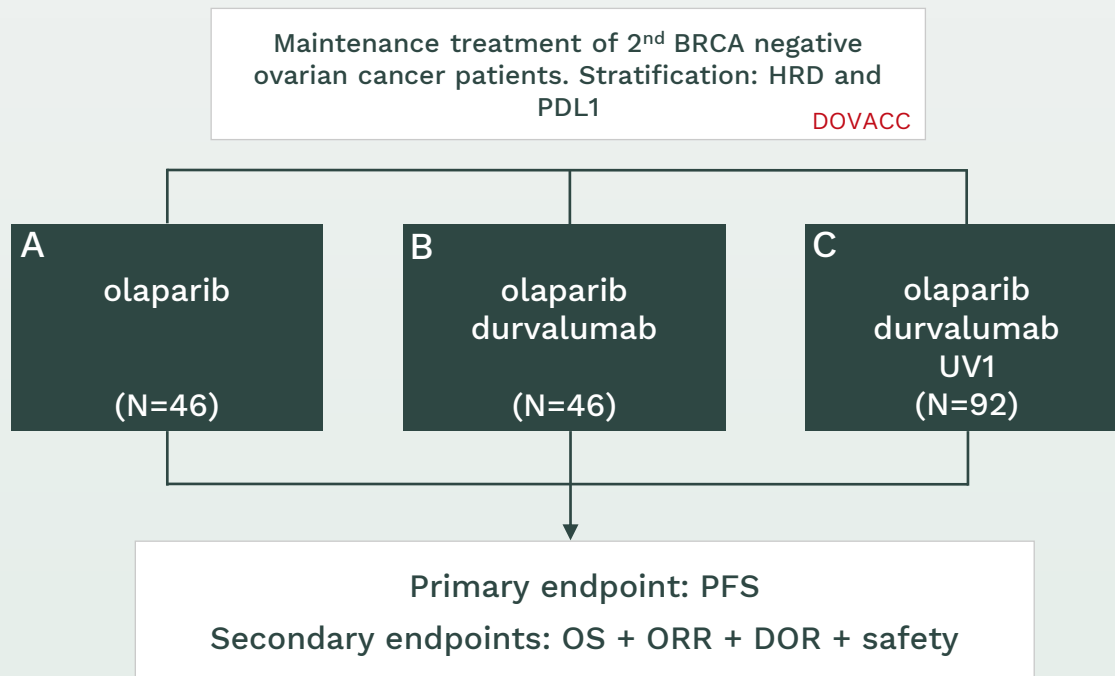 Maintenance treatment of 2nd BRCA negative
ovarian cancer patients. Stratification: HRD and
PDL1
DOVACC
A
olaparib
(N=46)
B
olaparib
durvalumab
(N=46)
C
olaparib
durvalumab
UV1
(N=92)
Primary endpoint: PFS
Secondary endpoints: OS + ORR + DOR + safety